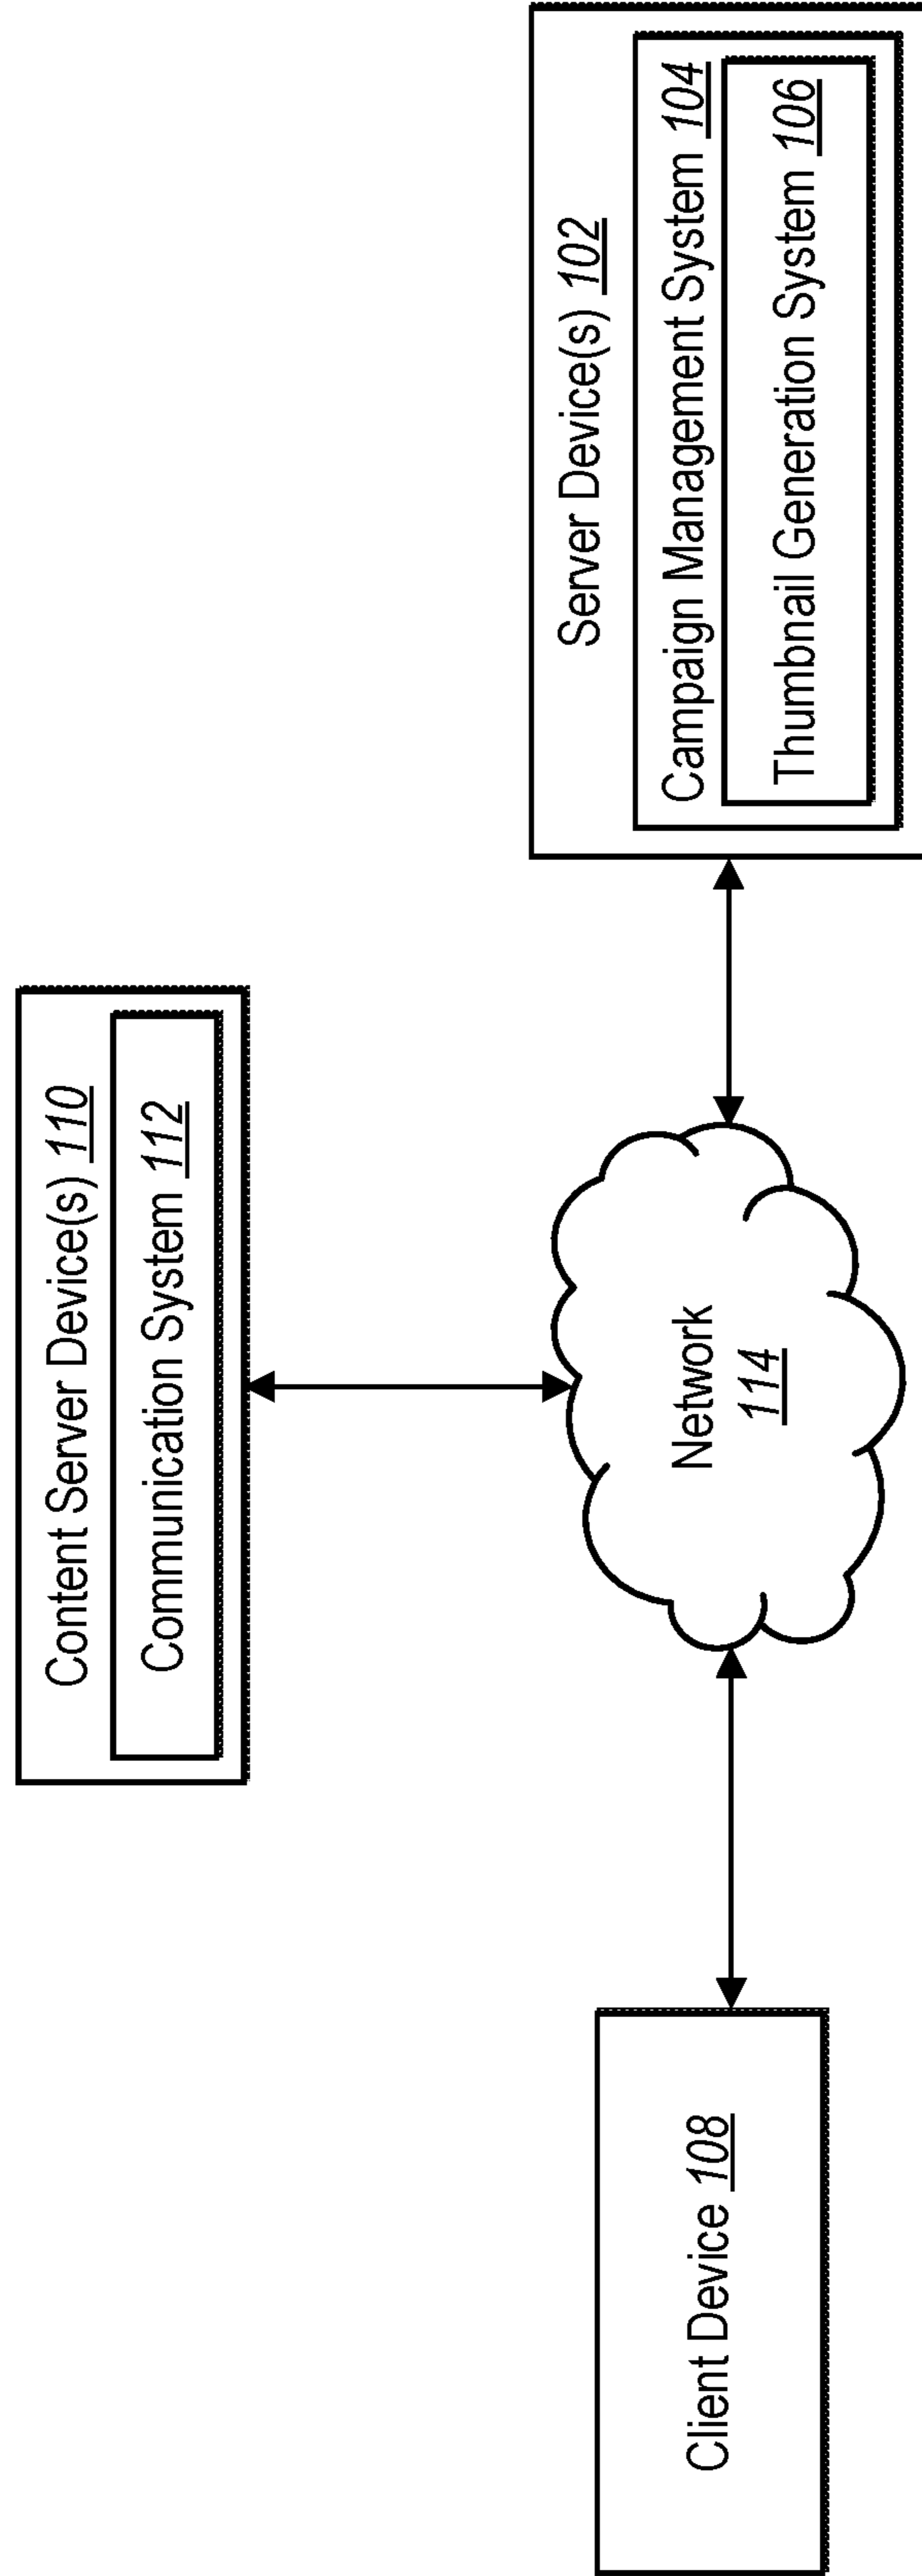 Content Server Device(s) 110
Communication System 112
Server Device(s) 102
Campaign Management System 104
Thumbnail Generation System 106
Network
114
Client Device 108